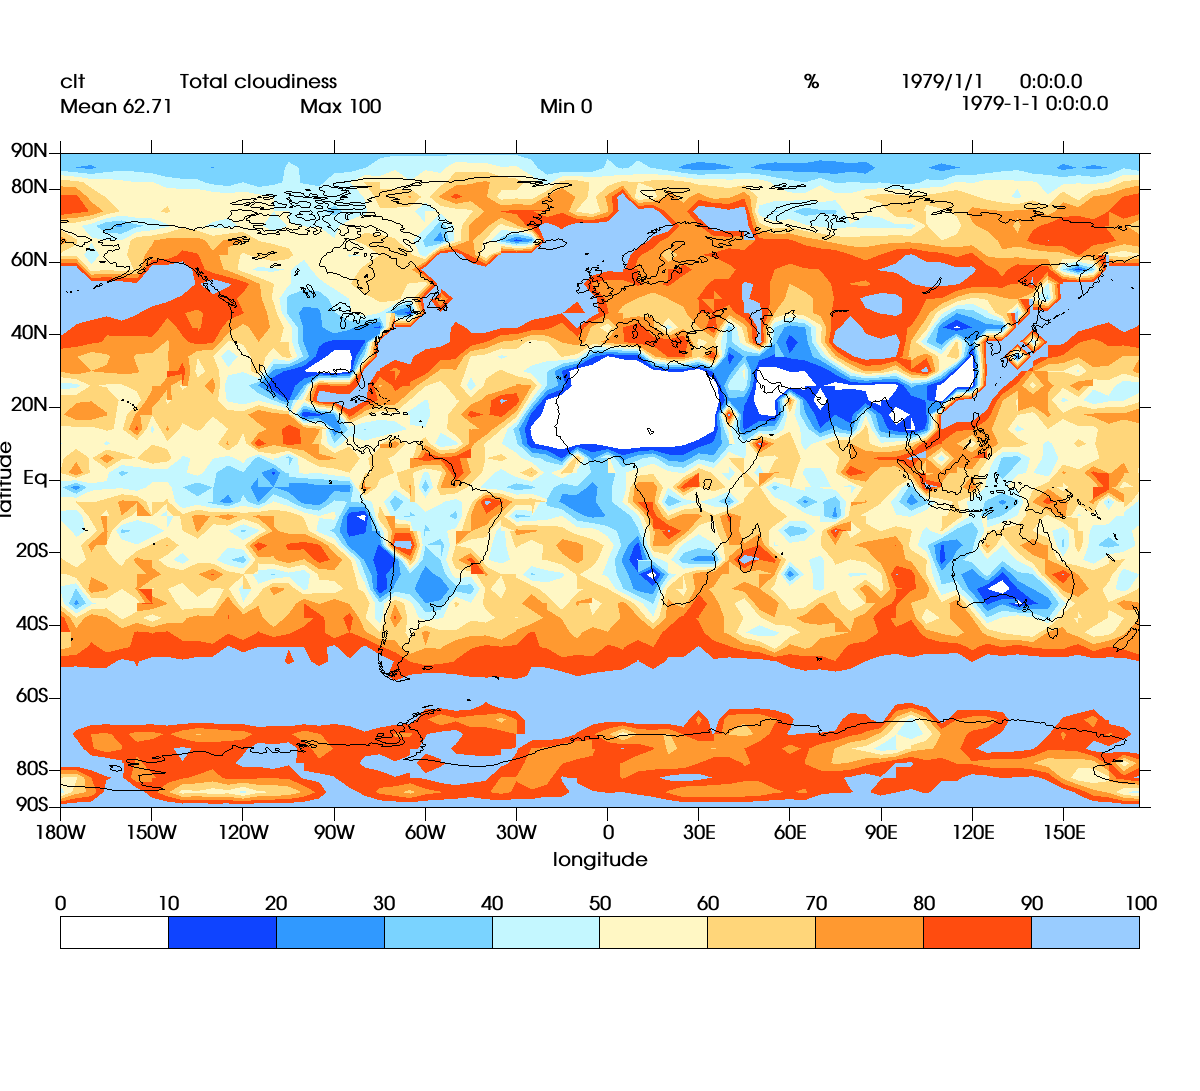 clt Total cloudiness % 1979/1/1 0:0:0.0
Mean 62.71 Max 100 Min 0 1979-1-1 0:0:0.0
90N
80N
60N
40N
20N
Eq
20S
40S
60S
80S
90S
latitude
180W 150W 120W 90W 60W 30W 0 30E 60E 90E 120E 150E
longitude
0 10 20 30 40 50 60 70 80 90 100